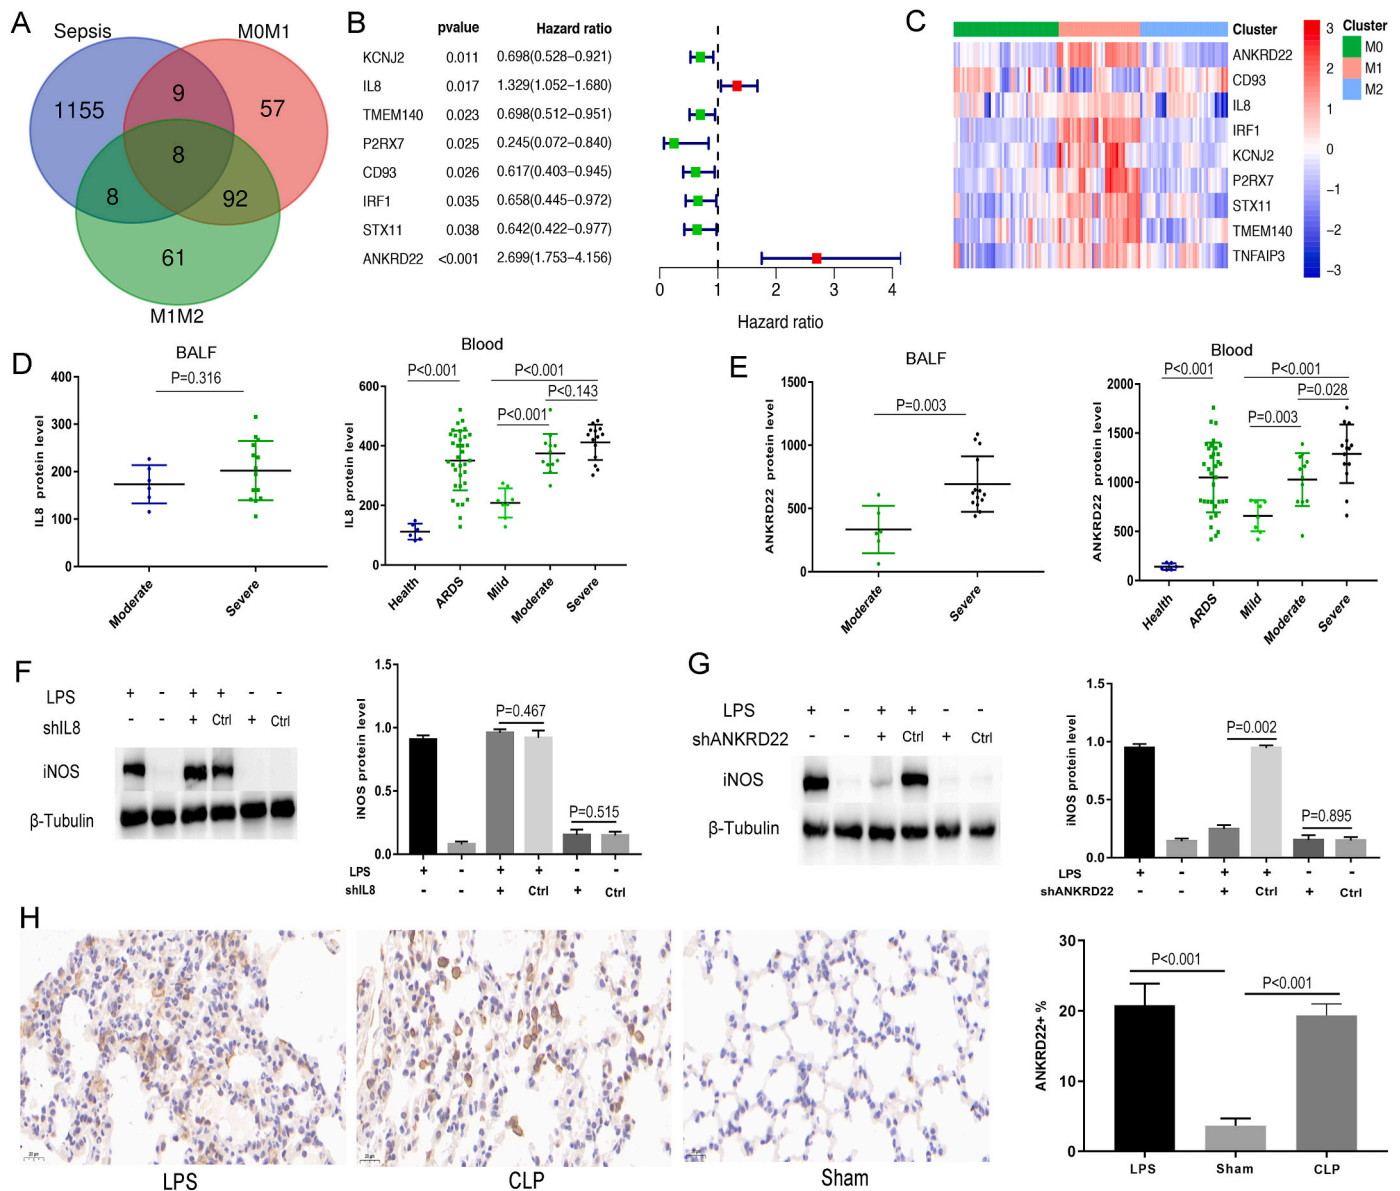 A
Sepsis
M0M1
1155
9
57
8
8
92
61
M1M2
B
pvalue Hazard ratio
KCNJ2 0.011 0.698(0.528–0.921)
IL8 0.017 1.329(1.052–1.680)
TMEM140 0.023 0.698(0.512–0.951)
P2RX7 0.025 0.245(0.072–0.840)
CD93 0.026 0.617(0.403–0.945)
IRF1 0.035 0.658(0.445–0.972)
STX11 0.038 0.642(0.422–0.977)
ANKRD22 <0.001 2.699(1.753–4.156)
0 1 2 3 4
Hazard ratio
C
Cluster
ANKRD22
CD93
IL8
IRF1
KCNJ2
P2RX7
STX11
TMEM140
TNFAIP3
3
2
1
0
−1
−2
−3
Cluster
M0
M1
M2
D
BALF
P=0.316
IL8 protein level
400
300
200
100
0
Moderate
Severe
Blood
P<0.001
P<0.001
P<0.143
P<0.001
IL8 protein level
600
400
200
0
Health
ARDS
Mild
Moderate
Severe
E
BALF
P=0.003
ANKRD22 protein level
1500
1000
500
0
Moderate
Severe
Blood
P<0.001
P<0.001
P=0.028
P=0.003
ANKRD22 protein level
2000
1500
1000
500
0
Health
ARDS
Mild
Moderate
Severe
F
LPS + - + + - -
shIL8 - - + Ctrl + Ctrl
iNOS
β-Tubulin
iNOS protein level
1.5
1.0
0.5
0.0
P=0.467
P=0.515
LPS + - + + - -
shIL8 - - + Ctrl + Ctrl
G
LPS + - + + - -
shANKRD22 - - + Ctrl + Ctrl
iNOS
β-Tubulin
iNOS protein level
1.5
1.0
0.5
0.0
P=0.002
P=0.895
LPS + - + + - -
shANKRD22 - - + Ctrl + Ctrl
H
20 μm
LPS
CLP
Sham
ANKRD22+ %
30
20
10
0
P<0.001
P<0.001
LPS Sham CLP